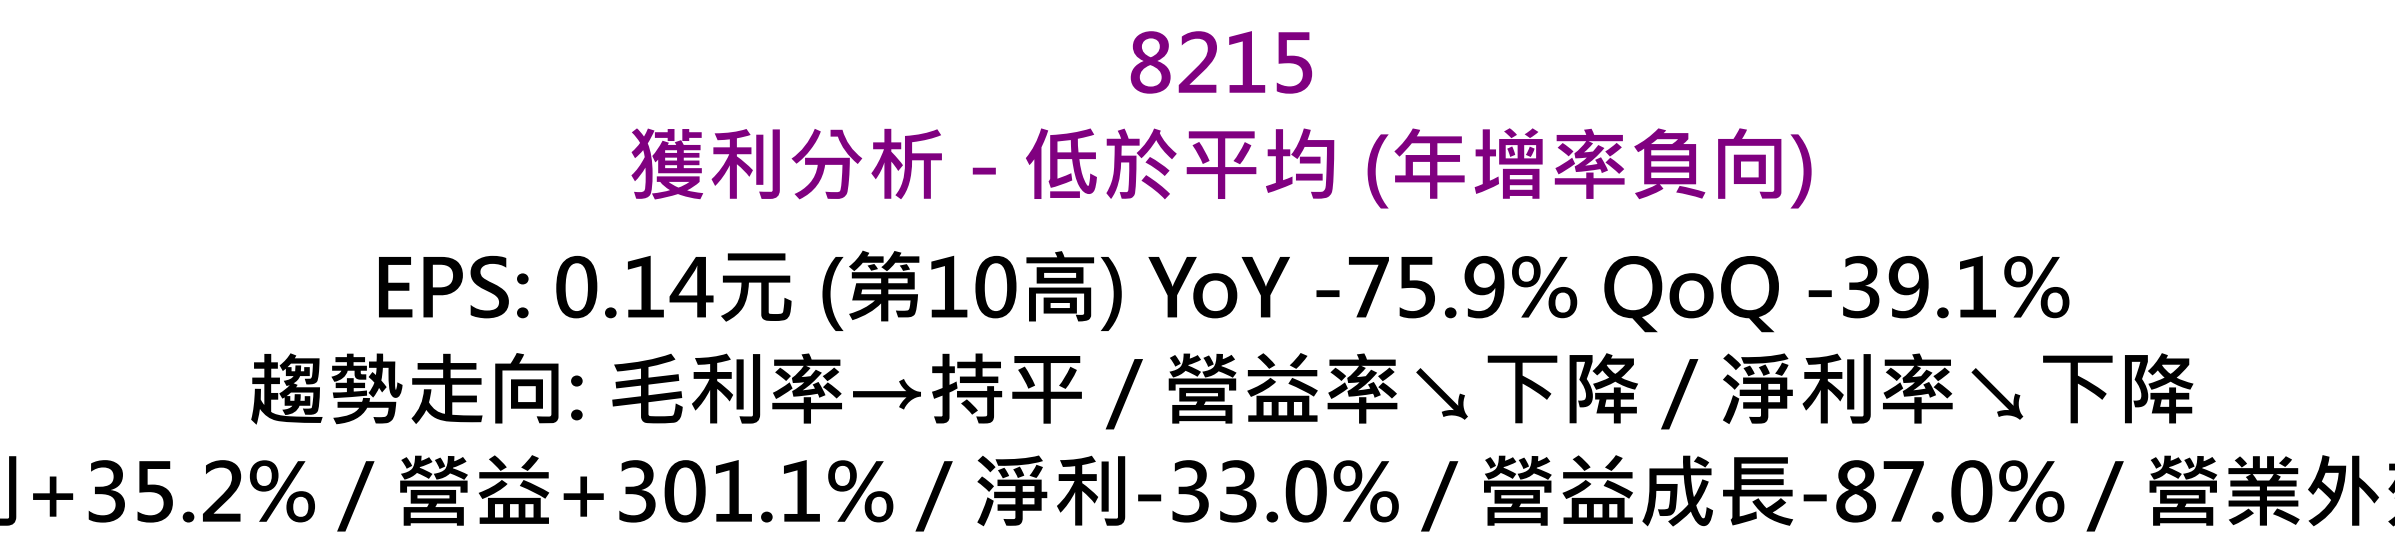 8215
獲利分析 - 低於平均 (年增率負向)
EPS: 0.14元 (第10高) YoY -75.9% QoQ -39.1%
趨勢走向: 毛利率→持平 / 營益率↘下降 / 淨利率↘下降
+35.2% / 營益+301.1% / 淨利-33.0% / 營益成長-87.0% / 營業外